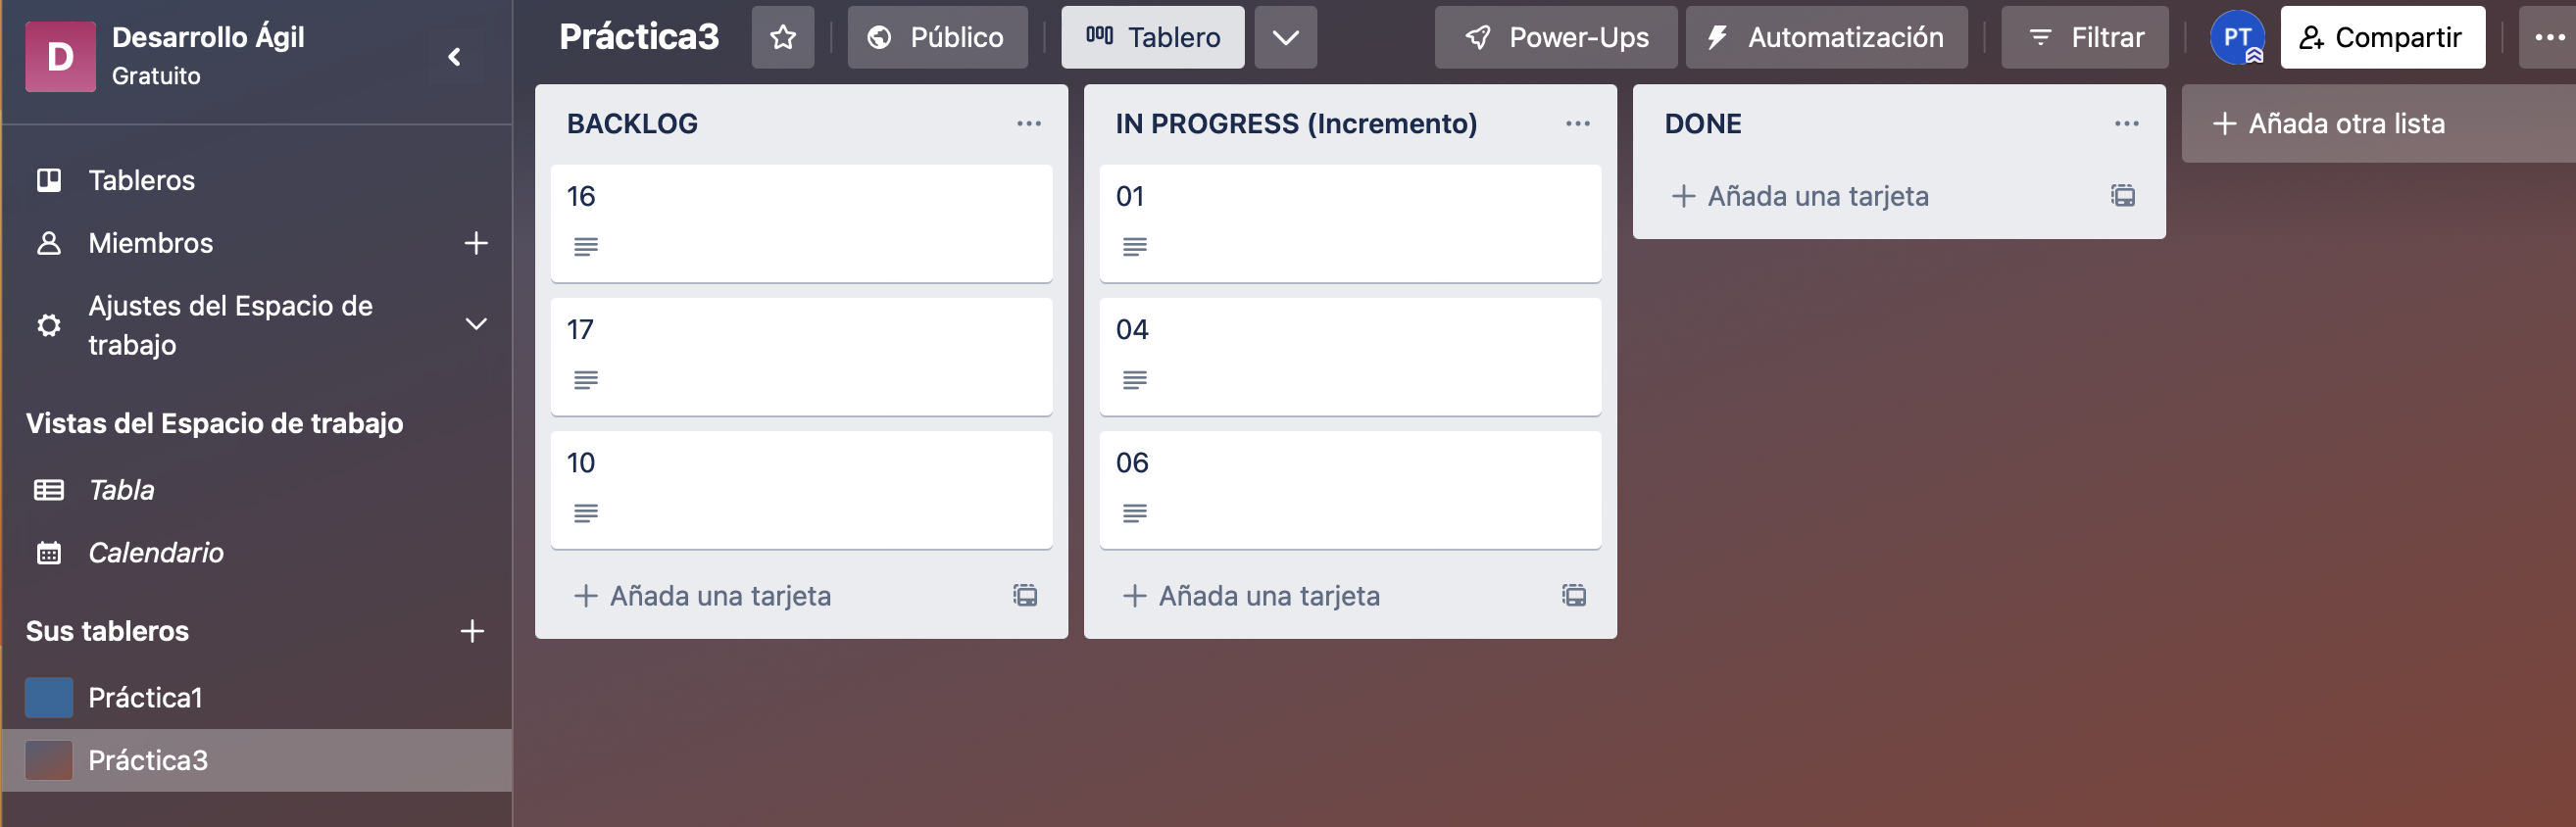 D
Desarrollo Ágil
Gratuito
Tableros
Miembros
Ajustes del Espacio de
trabajo
Vistas del Espacio de trabajo
Tabla
Calendario
Sus tableros
Práctica1
Práctica3
Práctica3
Público
Tablero
Power-Ups
Automatización
Filtrar
PT
Compartir
BACKLOG
16
17
10
Añada una tarjeta
IN PROGRESS (Incremento)
01
04
06
Añada una tarjeta
DONE
Añada una tarjeta
Añada otra lista